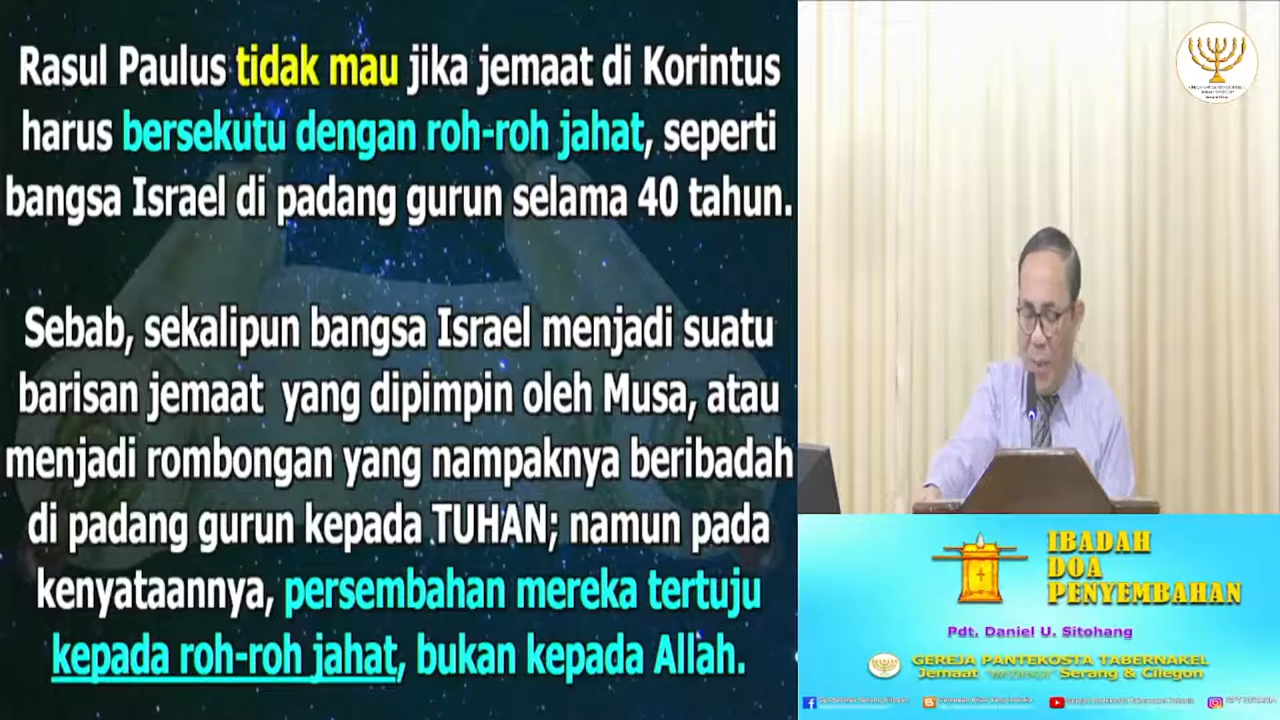 Rasul Paulus tidak mau jika jemaat di Korintus
harus bersekutu dengan roh-roh jahat, seperti
bangsa Israel di padang gurun selama 40 tahun.
Sebab, sekalipun bangsa Israel menjadi suatu
barisan jemaat yang dipimpin oleh Musa, atau
menjadi rombongan yang nampaknya beribadah
di padang gurun kepada TUHAN; namun pada
kenyataannya, persembahan mereka tertuju
kepada roh-roh jahat, bukan kepada Allah.
IBADAH
DOA
PENYEMBAHAN
Pdt. Daniel U. Sitohang
GEREJA PANTEKOSTA TABERNAKEL
Jemaat "BETANIA" Serang & Cilegon